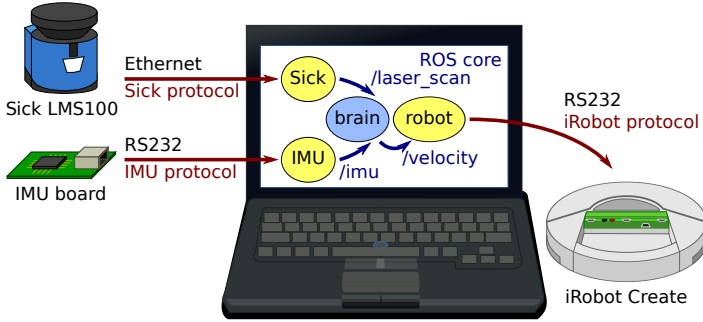 Ethernet
Sick protocol
Sick LMS100
RS232
IMU protocol
IMU board
ROS core
Sick
/laser_scan
brain
robot
IMU
/imu
/velocity
RS232
iRobot protocol
iRobot Create